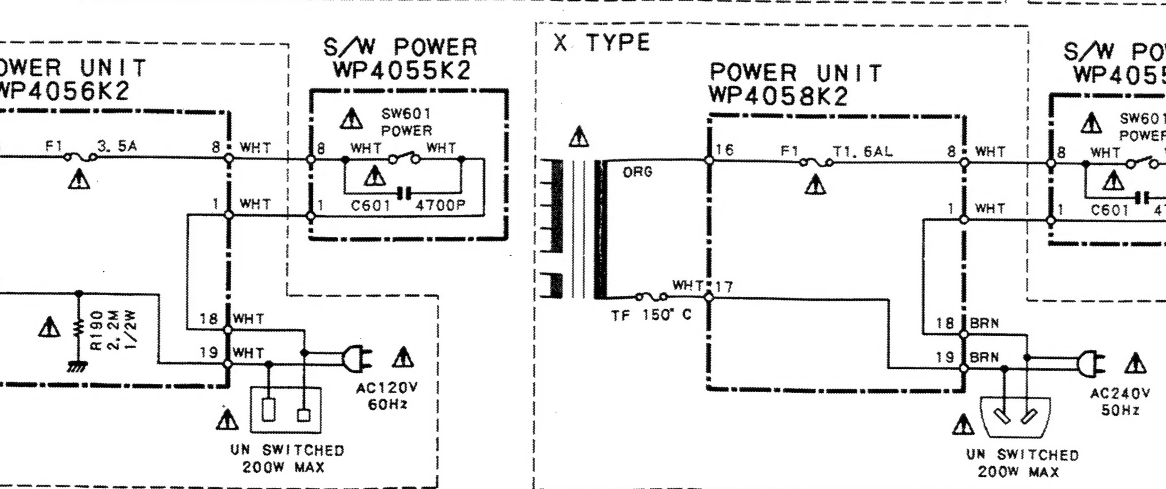 S/W POWER
WP4055K2
OWER UNIT
WP4056K2
SW601
POWER
F1 3.5A
8 WHT
8 WHT WHT
C601 4700P
1 WHT
1
R190
2.2M
1/2W
18 WHT
19 WHT
AC120V
60Hz
UN SWITCHED
200W MAX
X TYPE
POWER UNIT
WP4058K2
S/W POW
WP4055
SW601
POWER
ORG
16 F1 T1.6AL
8 WHT
8 WHT
C601 4
1 WHT
1
WHT 17
TF 150°C
18 BRN
19 BRN
AC240V
50Hz
UN SWITCHED
200W MAX